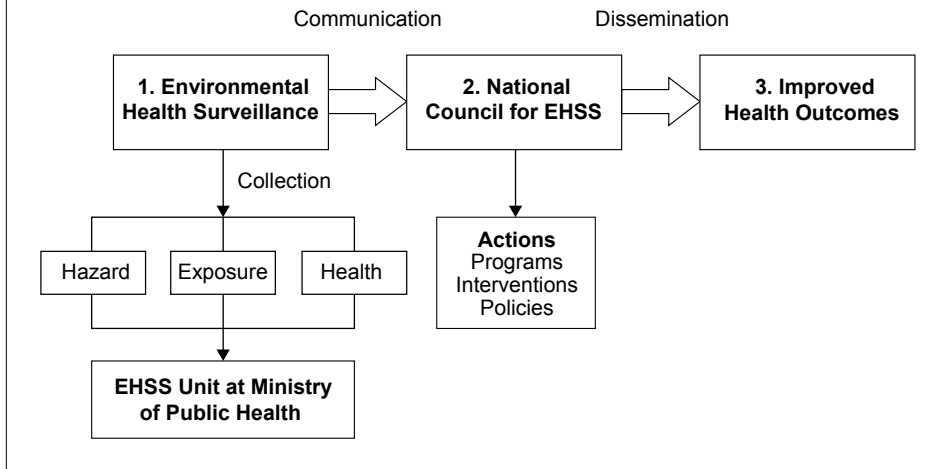 Communication
Dissemination
1. Environmental
Health Surveillance
2. National
Council for EHSS
3. Improved
Health Outcomes
Collection
Hazard
Exposure
Health
Actions
Programs
Interventions
Policies
EHSS Unit at Ministry
of Public Health